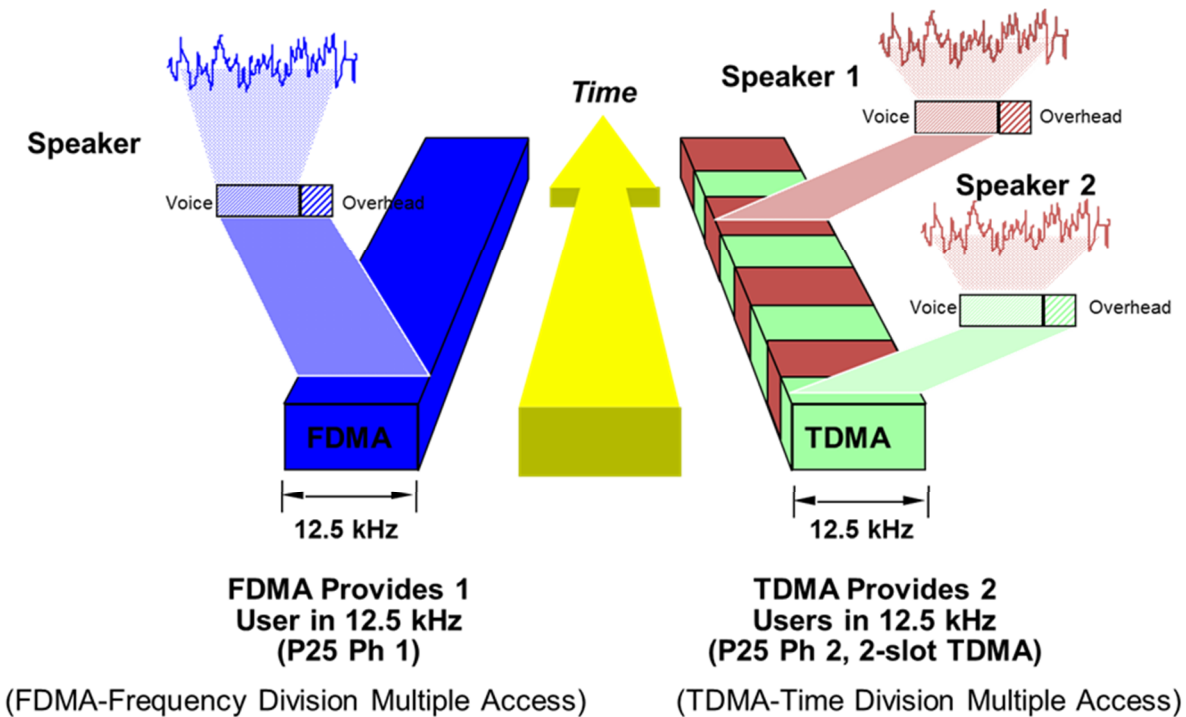 Speaker
Voice
Overhead
FDMA
12.5 kHz
FDMA Provides 1
User in 12.5 kHz
(P25 Ph 1)
(FDMA-Frequency Division Multiple Access)
Time
Speaker 1
Voice
Overhead
Speaker 2
Voice
Overhead
TDMA
12.5 kHz
TDMA Provides 2
Users in 12.5 kHz
(P25 Ph 2, 2-slot TDMA)
(TDMA-Time Division Multiple Access)